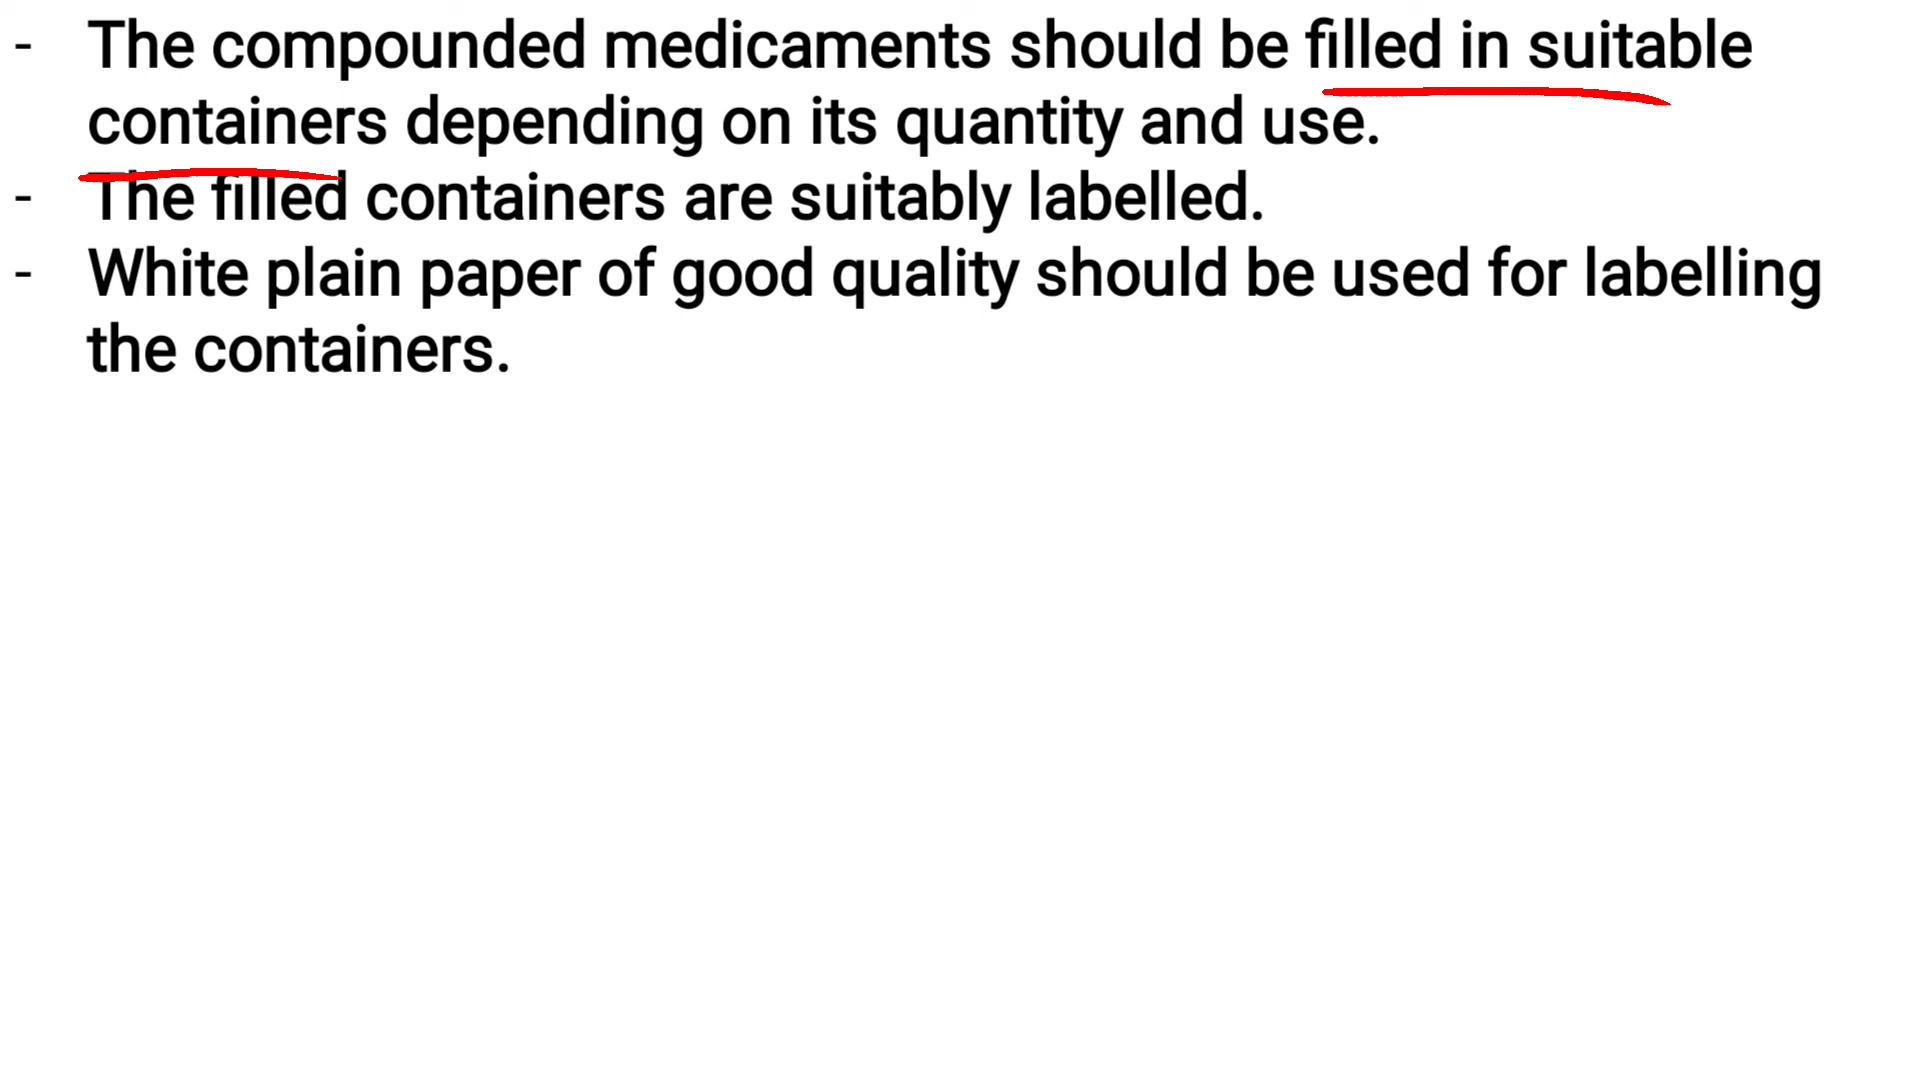 - The compounded medicaments should be filled in suitable
containers depending on its quantity and use.
- The filled containers are suitably labelled.
- White plain paper of good quality should be used for labelling
the containers.